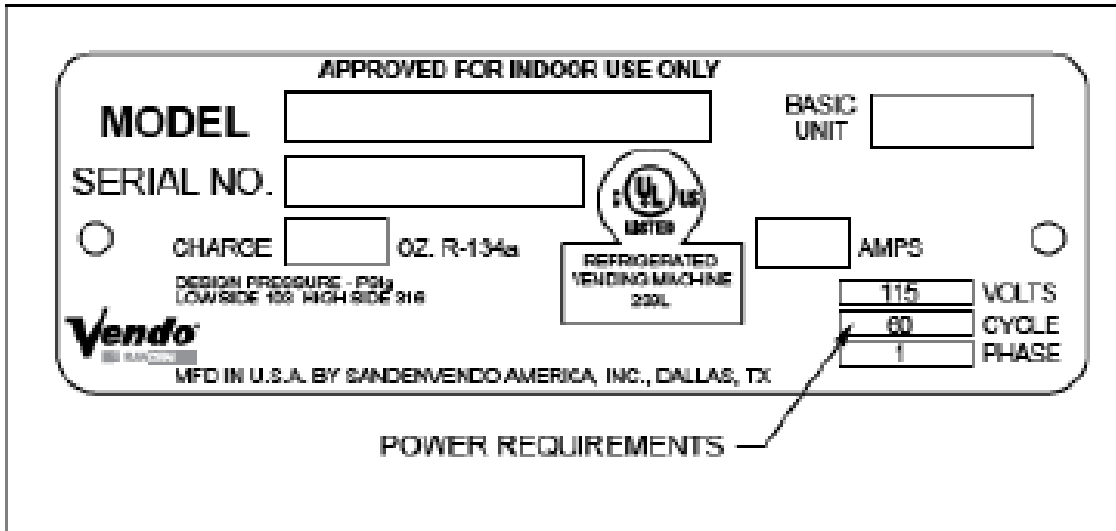 APPROVED FOR INDOOR USE ONLY
MODEL
BASIC
UNIT
SERIAL NO.
C UL US
LISTED
CHARGE
OZ. R-134a
AMPS
REFRIGERATED
VENDING MACHINE
DESIGN PRESSURE - PSIg
LOW SIDE HIGH SIDE 316
115 VOLTS
60 CYCLE
1 PHASE
Vendo
MFD IN U.S.A. BY SANDENVENDO AMERICA, INC., DALLAS, TX
POWER REQUIREMENTS